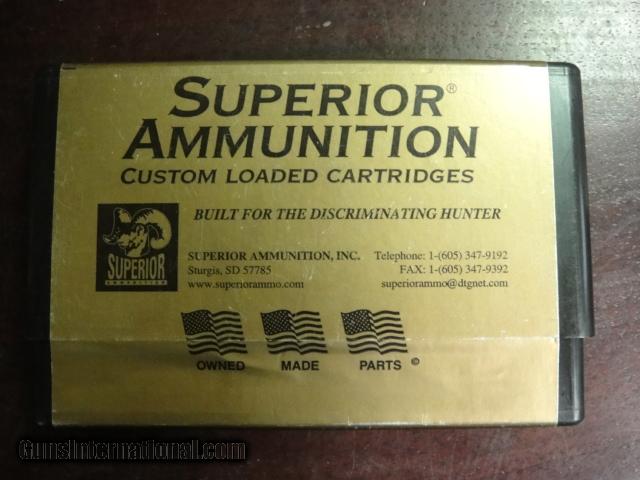 SUPERIOR®
AMMUNITION
CUSTOM LOADED CARTRIDGES
BUILT FOR THE DISCRIMINATING HUNTER
SUPERIOR
AMMUNITION
SUPERIOR AMMUNITION, INC.
Sturgis, SD 57785
www.superiorammo.com
Telephone: 1-(605) 347-9192
FAX: 1-(605) 347-9392
superiorammo@dtgnet.com
OWNED MADE PARTS ©
GunsInternational.com